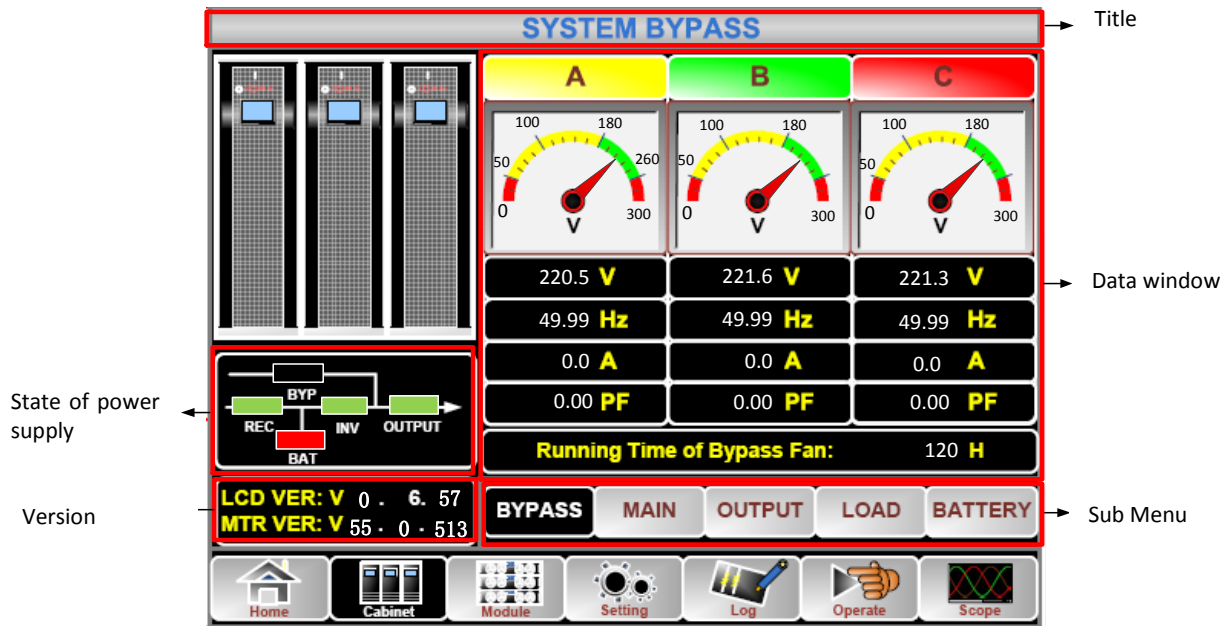 SYSTEM BYPASS
Title
A B C
100 180
50 260
0 300
V
100 180
50
0 300
V
100 180
50
0 300
V
220.5 V 221.6 V 221.3 V
Data window
49.99 Hz 49.99 Hz 49.99 Hz
0.0 A 0.0 A 0.0 A
0.00 PF 0.00 PF 0.00 PF
Running Time of Bypass Fan: 120 H
State of power
supply
BYP
REC INV OUTPUT
BAT
Version
LCD VER: V 0 . 6. 57
MTR VER: V 55 . 0 . 513
BYPASS MAIN OUTPUT LOAD BATTERY
Sub Menu
Home Cabinet Module Setting Log Operate Scope